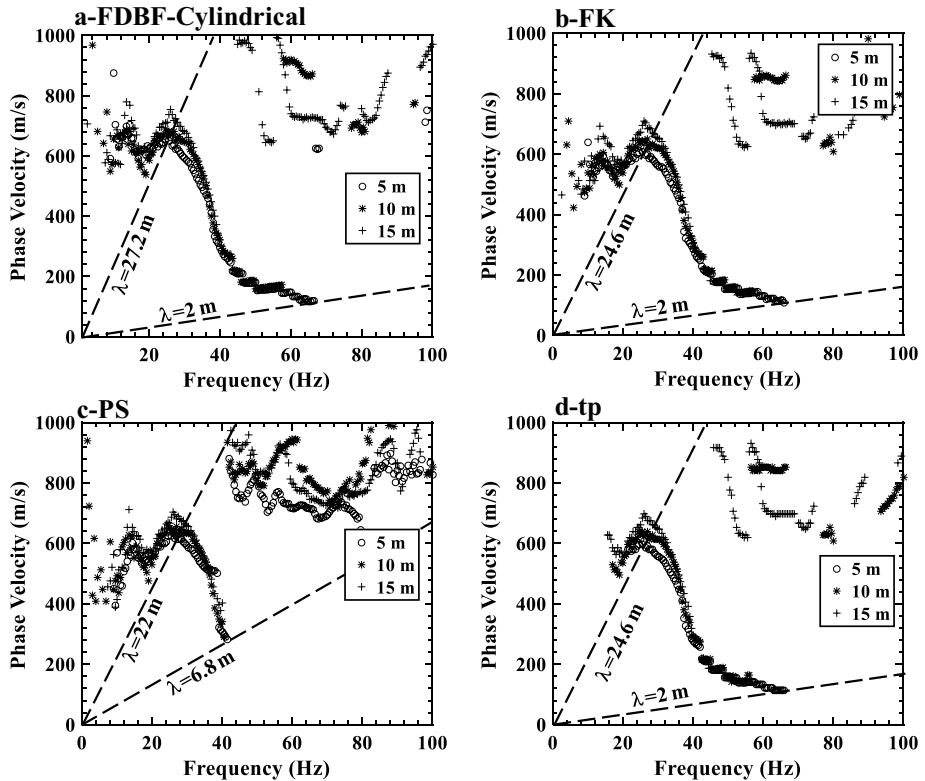 a-FDBF-Cylindrical
1000
800
600
400
200
0
Phase Velocity (m/s)
5 m
10 m
15 m
λ=27.2 m
λ=2 m
20
40
60
80
100
Frequency (Hz)
b-FK
1000
800
600
400
200
0
Phase Velocity (m/s)
5 m
10 m
15 m
λ=24.6 m
λ=2 m
20
40
60
80
100
Frequency (Hz)
c-PS
1000
800
600
400
200
0
Phase Velocity (m/s)
5 m
10 m
15 m
λ=22 m
λ=6.8 m
0
20
40
60
80
100
Frequency (Hz)
d-tp
1000
800
600
400
200
0
Phase Velocity (m/s)
5 m
10 m
15 m
λ=24.6 m
λ=2 m
20
40
60
80
100
Frequency (Hz)